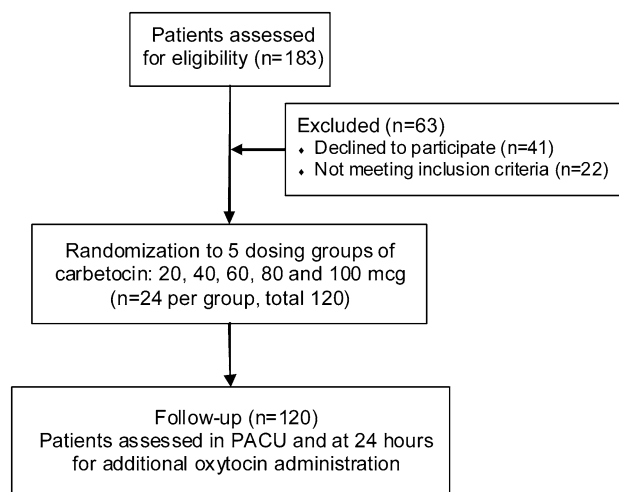 Patients assessed
for eligibility (n=183)
Excluded (n=63)
♦ Declined to participate (n=41)
♦ Not meeting inclusion criteria (n=22)
Randomization to 5 dosing groups of
carbetocin: 20, 40, 60, 80 and 100 mcg
(n=24 per group, total 120)
Follow-up (n=120)
Patients assessed in PACU and at 24 hours
for additional oxytocin administration